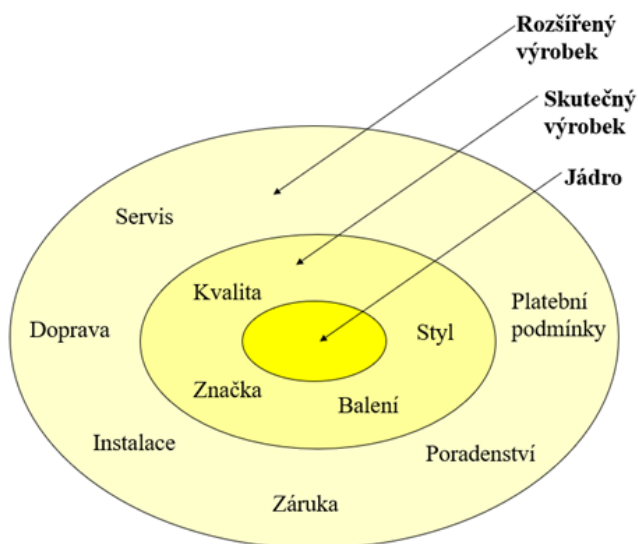 Rozšířený
výrobek
Skutečný
výrobek
Jádro
Servis
Kvalita
Platební
podmínky
Doprava
Styl
Značka
Balení
Instalace
Poradenství
Záruka